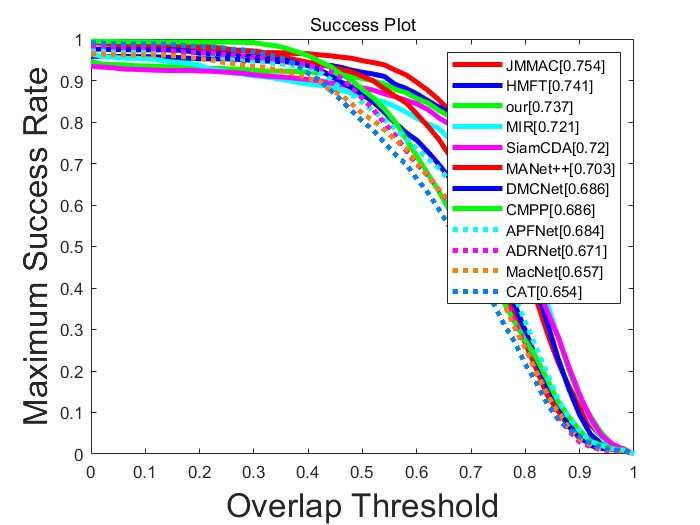 Success Plot
Maximum Success Rate
1
0.9
0.8
0.7
0.6
0.5
0.4
0.3
0.2
0.1
0
JMMAC[0.754]
HMFT[0.741]
our[0.737]
MIR[0.721]
SiamCDA[0.72]
MANet++[0.703]
DMCNet[0.686]
CMPP[0.686]
APFNet[0.684]
ADRNet[0.671]
MacNet[0.657]
CAT[0.654]
0 0.1 0.2 0.3 0.4 0.5 0.6 0.7 0.8 0.9 1
Overlap Threshold